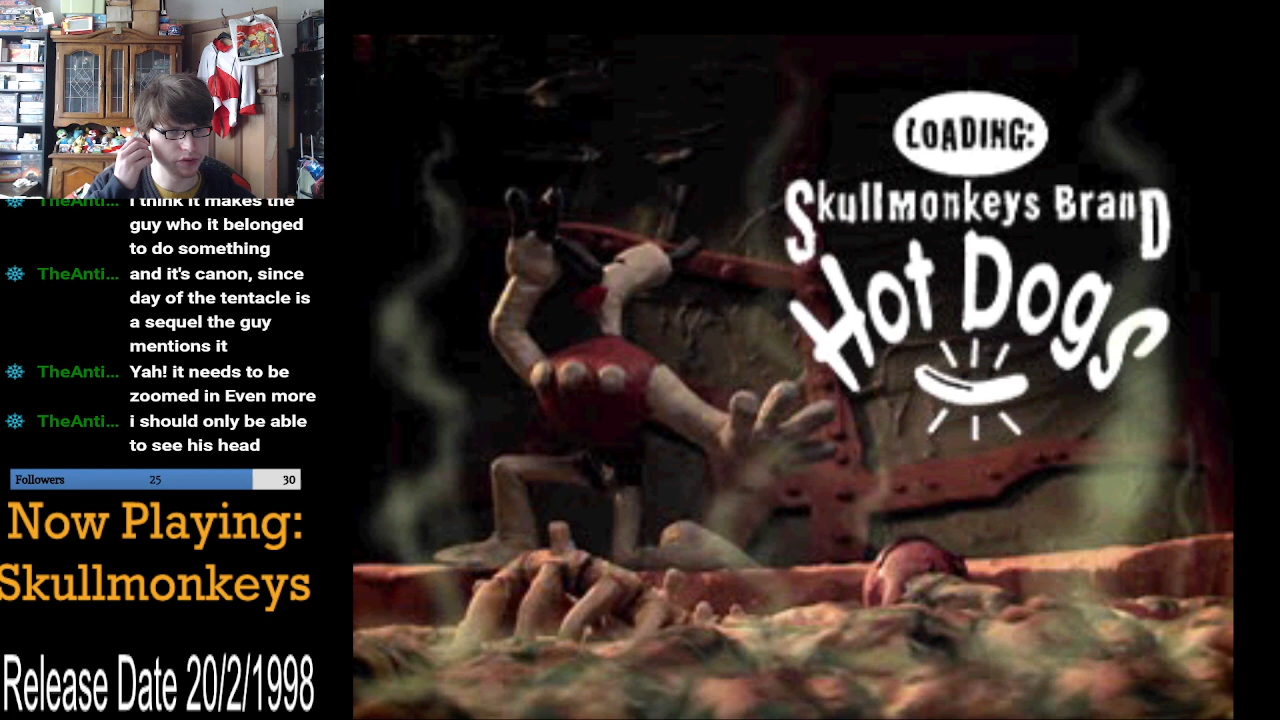 TheAnti... i think it makes the
guy who it belonged
to do something
TheAnti... and it's canon, since
day of the tentacle is
a sequel the guy
mentions it
TheAnti... Yah! it needs to be
zoomed in Even more
TheAnti... i should only be able
to see his head
Followers 25 30
Now Playing:
Skullmonkeys
Release Date 20/2/1998
LOADING:
Skullmonkeys BranD
Hot Dogs